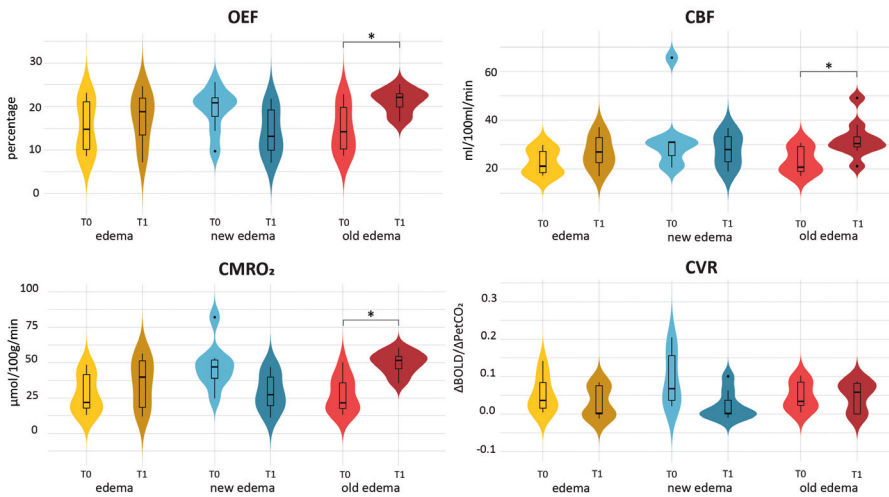 OEF
*
30
20
10
0
percentage
T0 T1 T0 T1 T0 T1
edema new edema old edema
CBF
*
60
40
30
20
ml/100ml/min
T0 T1 T0 T1 T0 T1
edema new edema old edema
CMRO₂
*
100
75
50
25
0
µmol/100g/min
T0 T1 T0 T1 T0 T1
edema new edema old edema
CVR
0.3
0.2
0.1
0.0
-0.1
ΔBOLD/ΔPetCO₂
T0 T1 T0 T1 T0 T1
edema new edema old edema